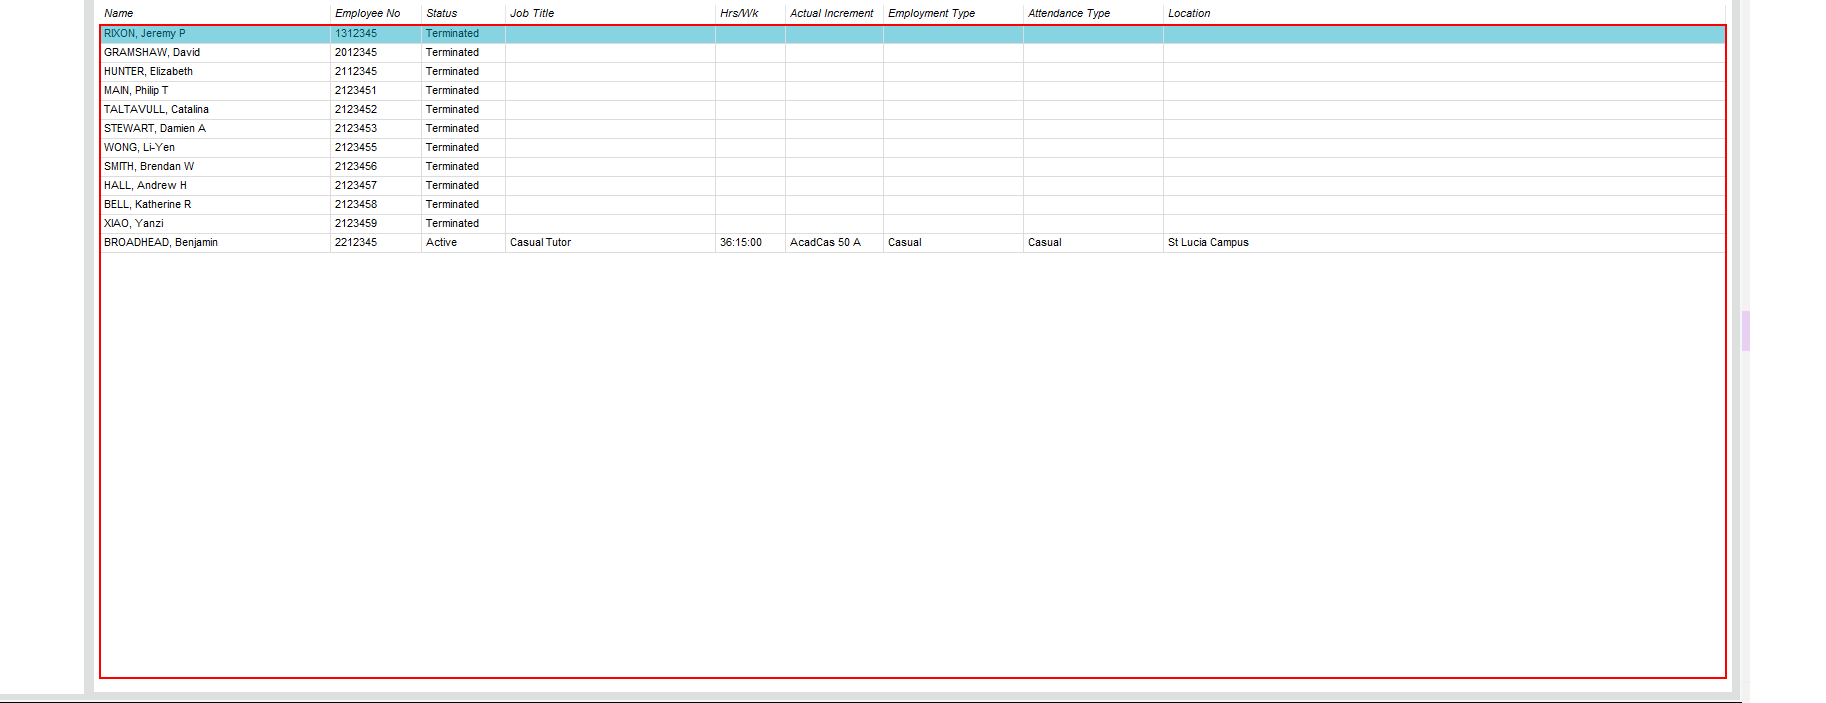 Name Employee No Status Job Title Hrs/Wk Actual Increment Employment Type Attendance Type Location
RIXON, Jeremy P 1312345 Terminated
GRAMSHAW, David 2012345 Terminated
HUNTER, Elizabeth 2112345 Terminated
MAIN, Philip T 2123451 Terminated
TALTAVULL, Catalina 2123452 Terminated
STEWART, Damien A 2123453 Terminated
WONG, Li-Yen 2123455 Terminated
SMITH, Brendan W 2123456 Terminated
HALL, Andrew H 2123457 Terminated
BELL, Katherine R 2123458 Terminated
XIAO, Yanzi 2123459 Terminated
BROADHEAD, Benjamin 2212345 Active Casual Tutor 36:15:00 AcadCas 50 A Casual Casual St Lucia Campus